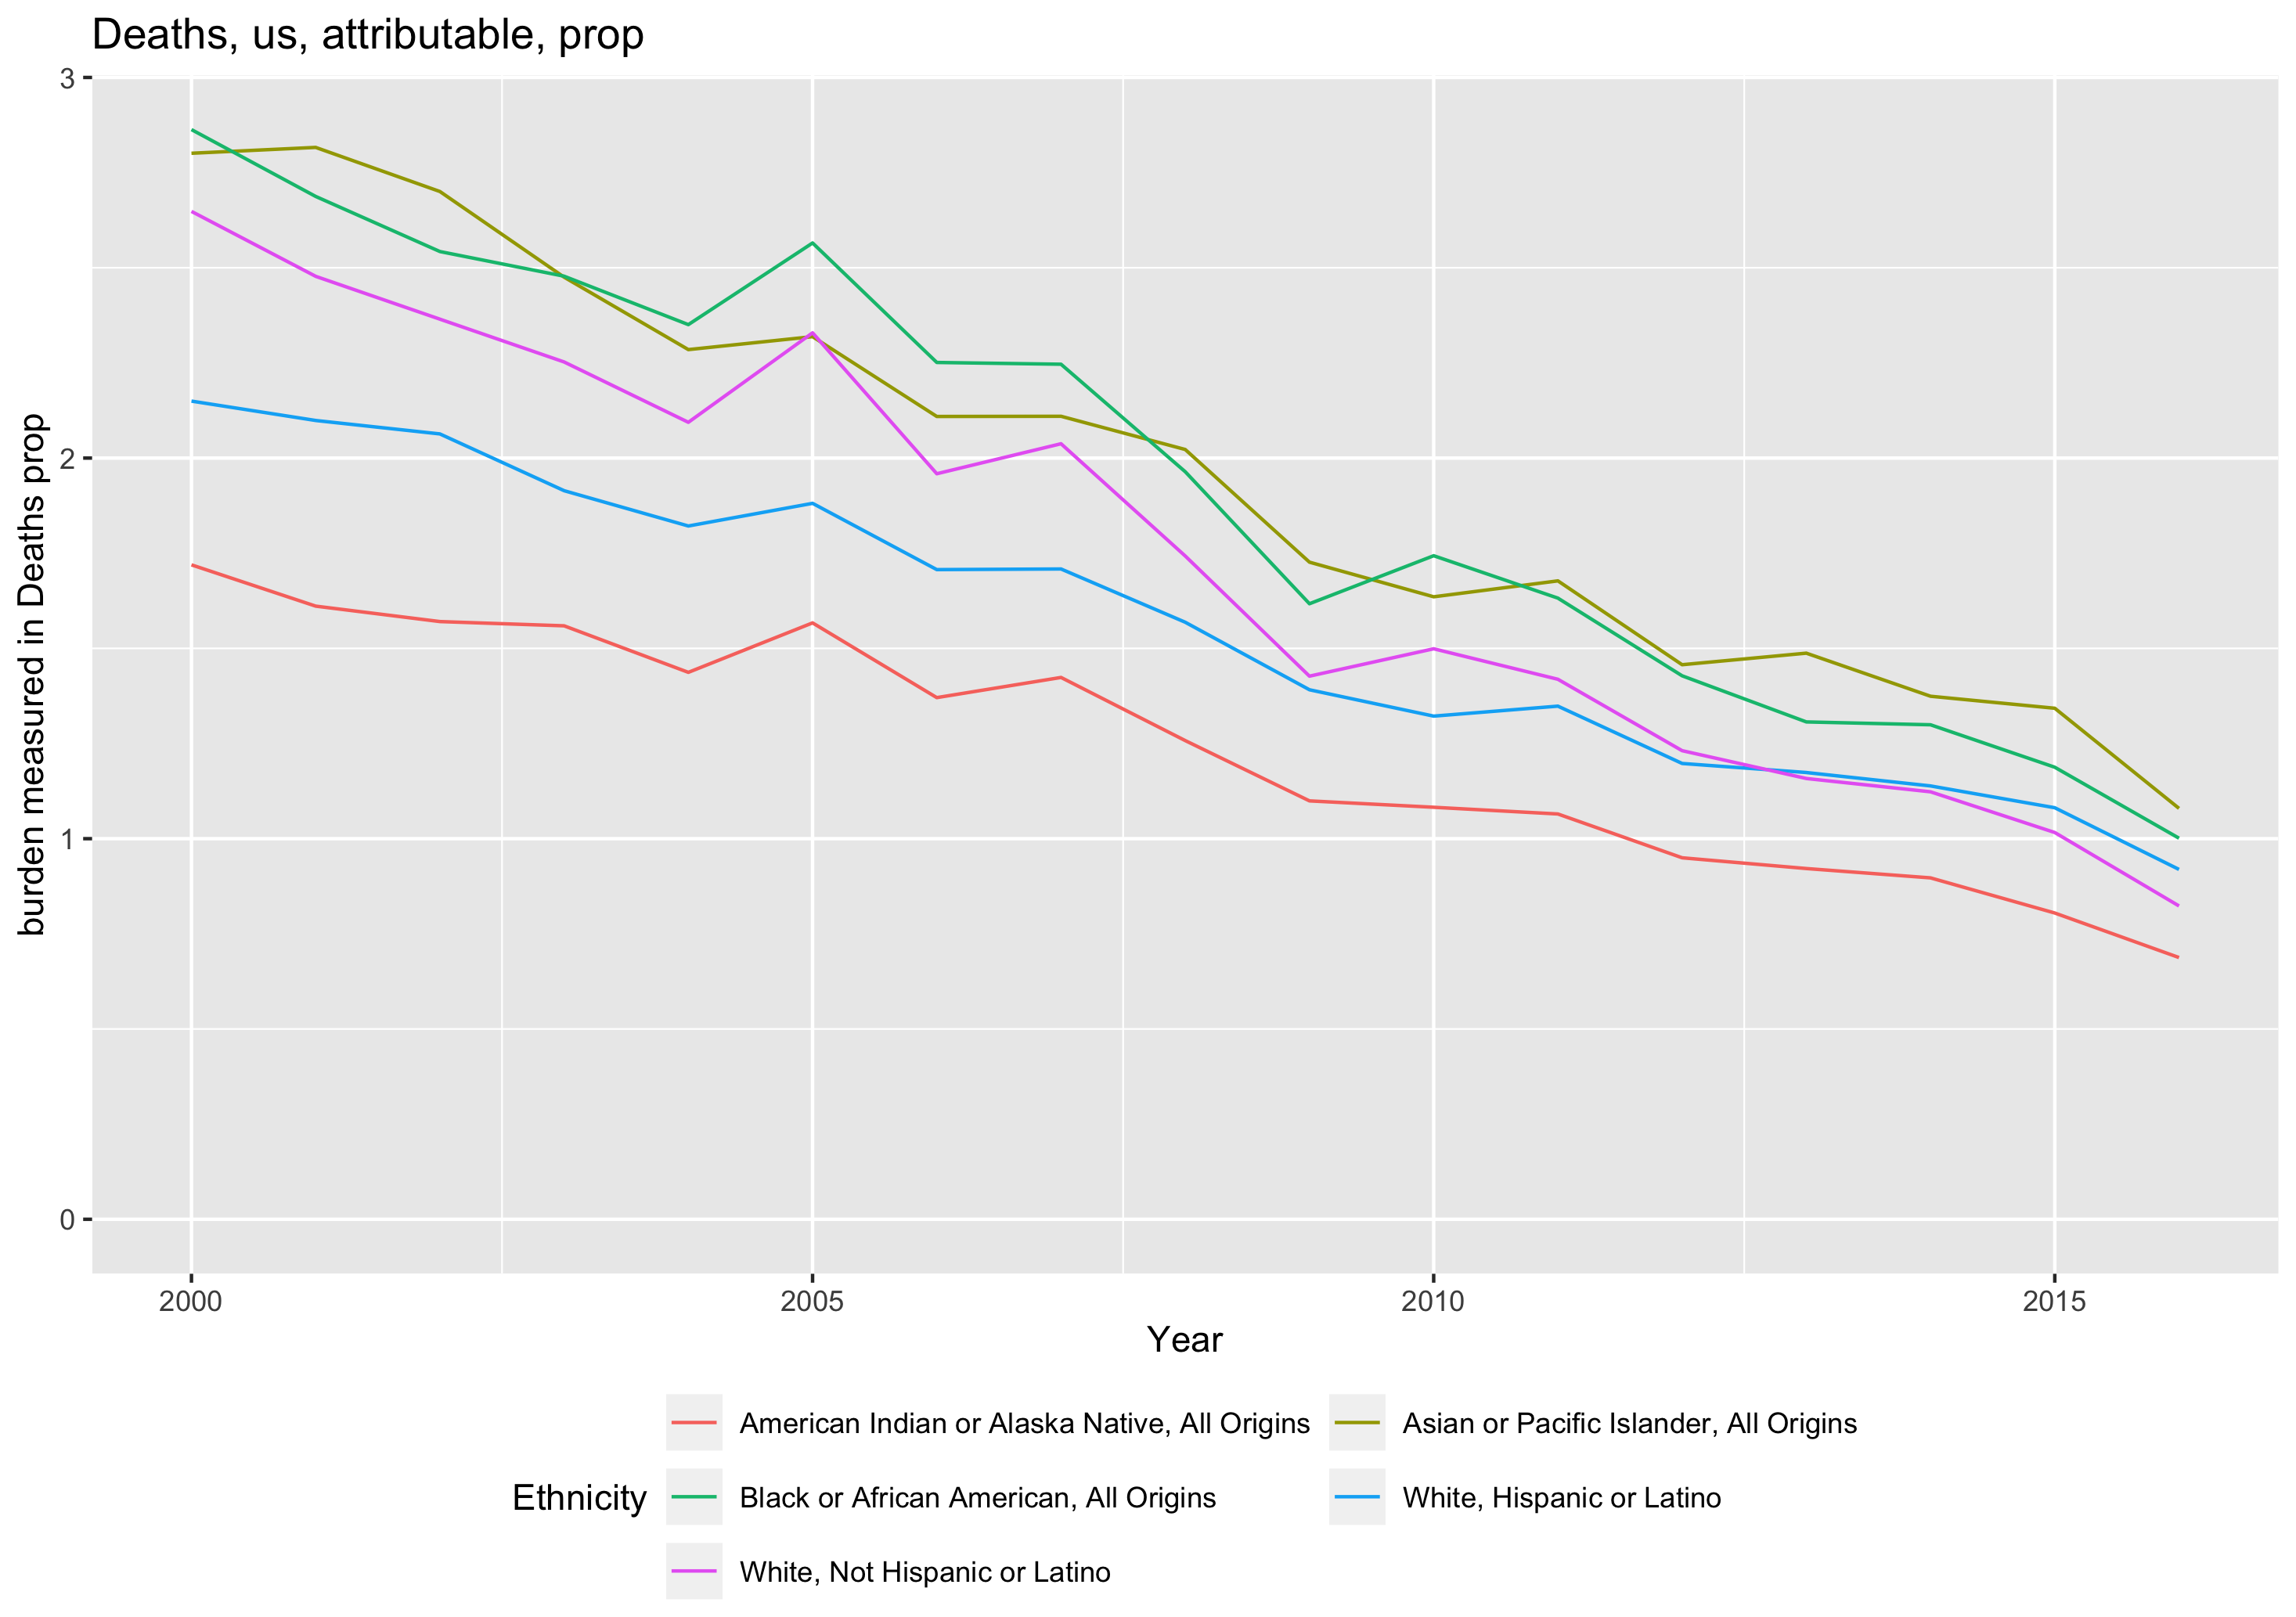 Deaths, us, attributable, prop
3
2
1
0
burden measured in Deaths prop
2000 2005 2010 2015
Year
Ethnicity
American Indian or Alaska Native, All Origins
Asian or Pacific Islander, All Origins
Black or African American, All Origins
White, Hispanic or Latino
White, Not Hispanic or Latino